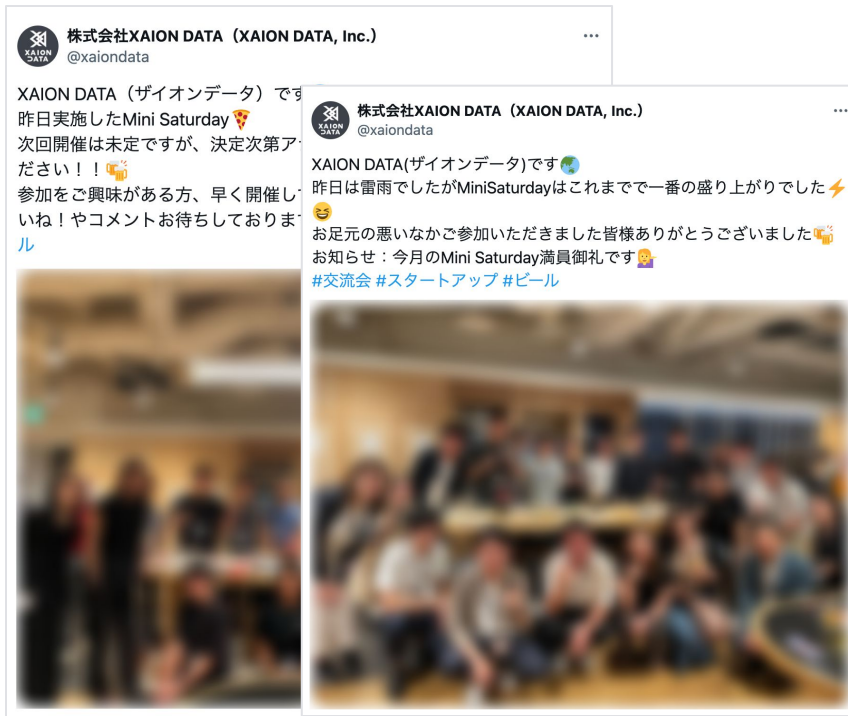 株式会社XAION DATA（XAION DATA, Inc.）
@xaiondata
XAION DATA（ザイオンデータ）です
昨日実施したMini Saturday🍕
次回開催は未定ですが、決定次第ア
ださい！！🍻
参加をご興味がある方、早く開催し
いね！やコメントお待ちしておりま
ル
株式会社XAION DATA（XAION DATA, Inc.）
@xaiondata
XAION DATA(ザイオンデータ)です🌏
昨日は雷雨でしたがMiniSaturdayはこれまでで一番の盛り上がりでした⚡
😆
お足元の悪いなかご参加いただきました皆様ありがとうございました🍻
お知らせ：今月のMini Saturday満員御礼です💁
#交流会 #スタートアップ #ビール
XAION
DATA
XAION
DATA